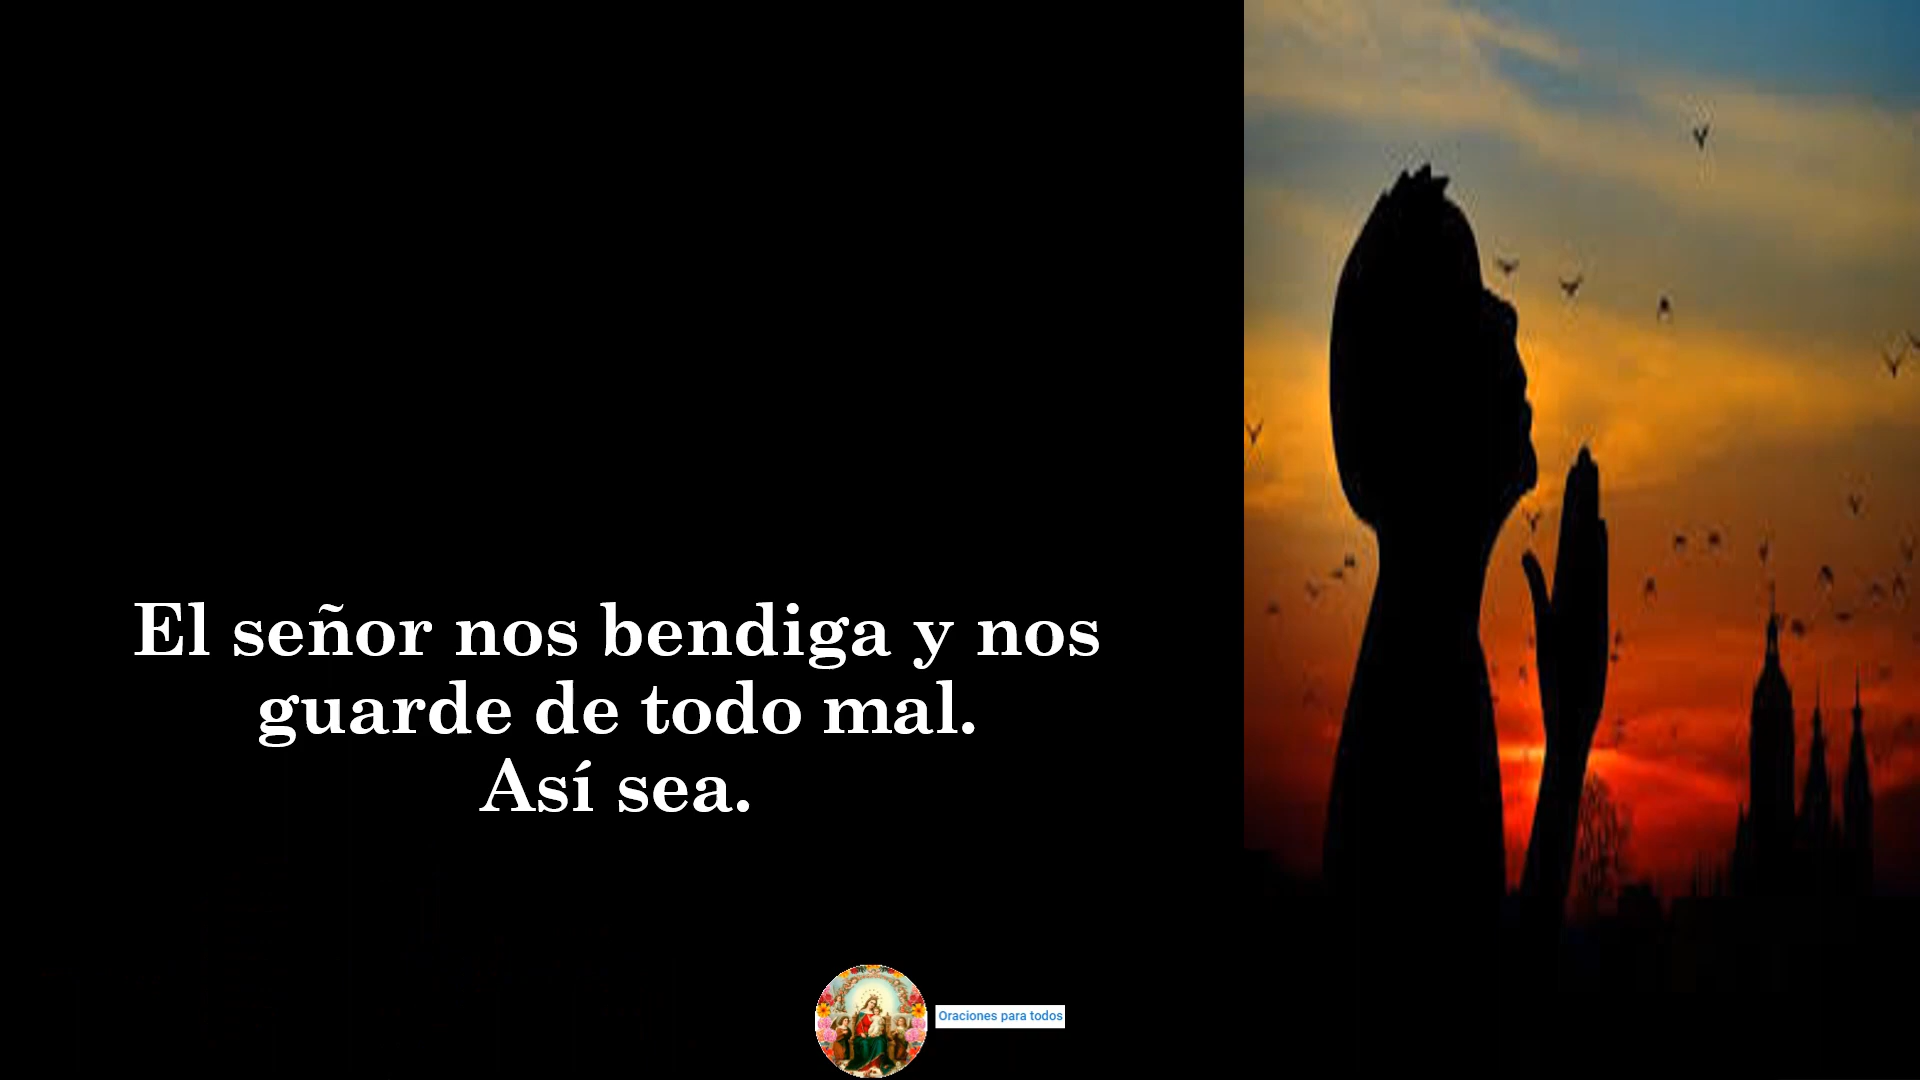 El señor nos bendiga y nos
guarde de todo mal.
Así sea.
Oraciones para todos